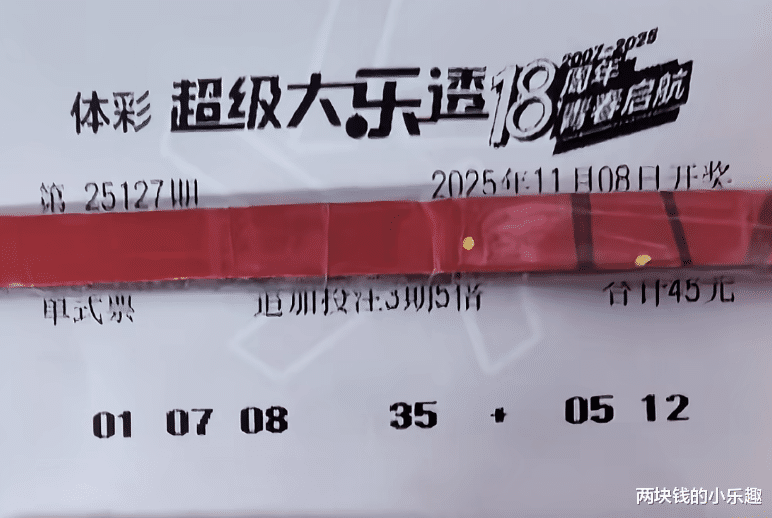 体彩 超级大乐透 18周年 2007-2025
青春启航
第 25127期 2025年11月08日开奖
单式票 追加投注3期5倍 合计45元
01 07 08 35 + 05 12
两块钱的小乐趣